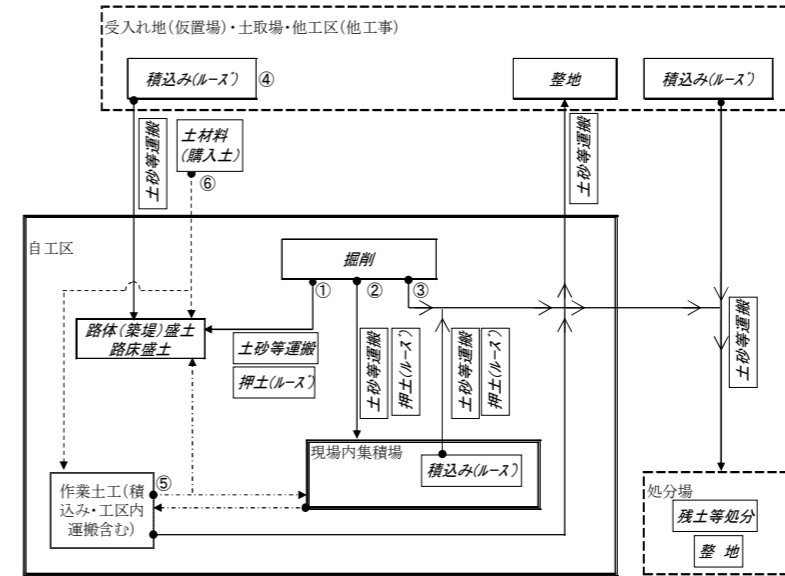 受入れ地(仮置場)・土取場・他工区(他工事)
積込み(ルーズ)
④
整地
積込み(ルーズ)
土砂等運搬
土材料
(購入土)
⑥
土砂等運搬
自工区
掘削
①
②
③
路体(築堤)盛土
路床盛土
土砂等運搬
押土(ルーズ)
土砂等運搬
押土(ルーズ)
土砂等運搬
押土(ルーズ)
土砂等運搬
現場内集積場
積込み(ルーズ)
作業土工(積
込み・工区内
運搬含む)
⑤
処分場
残土等処分
整 地